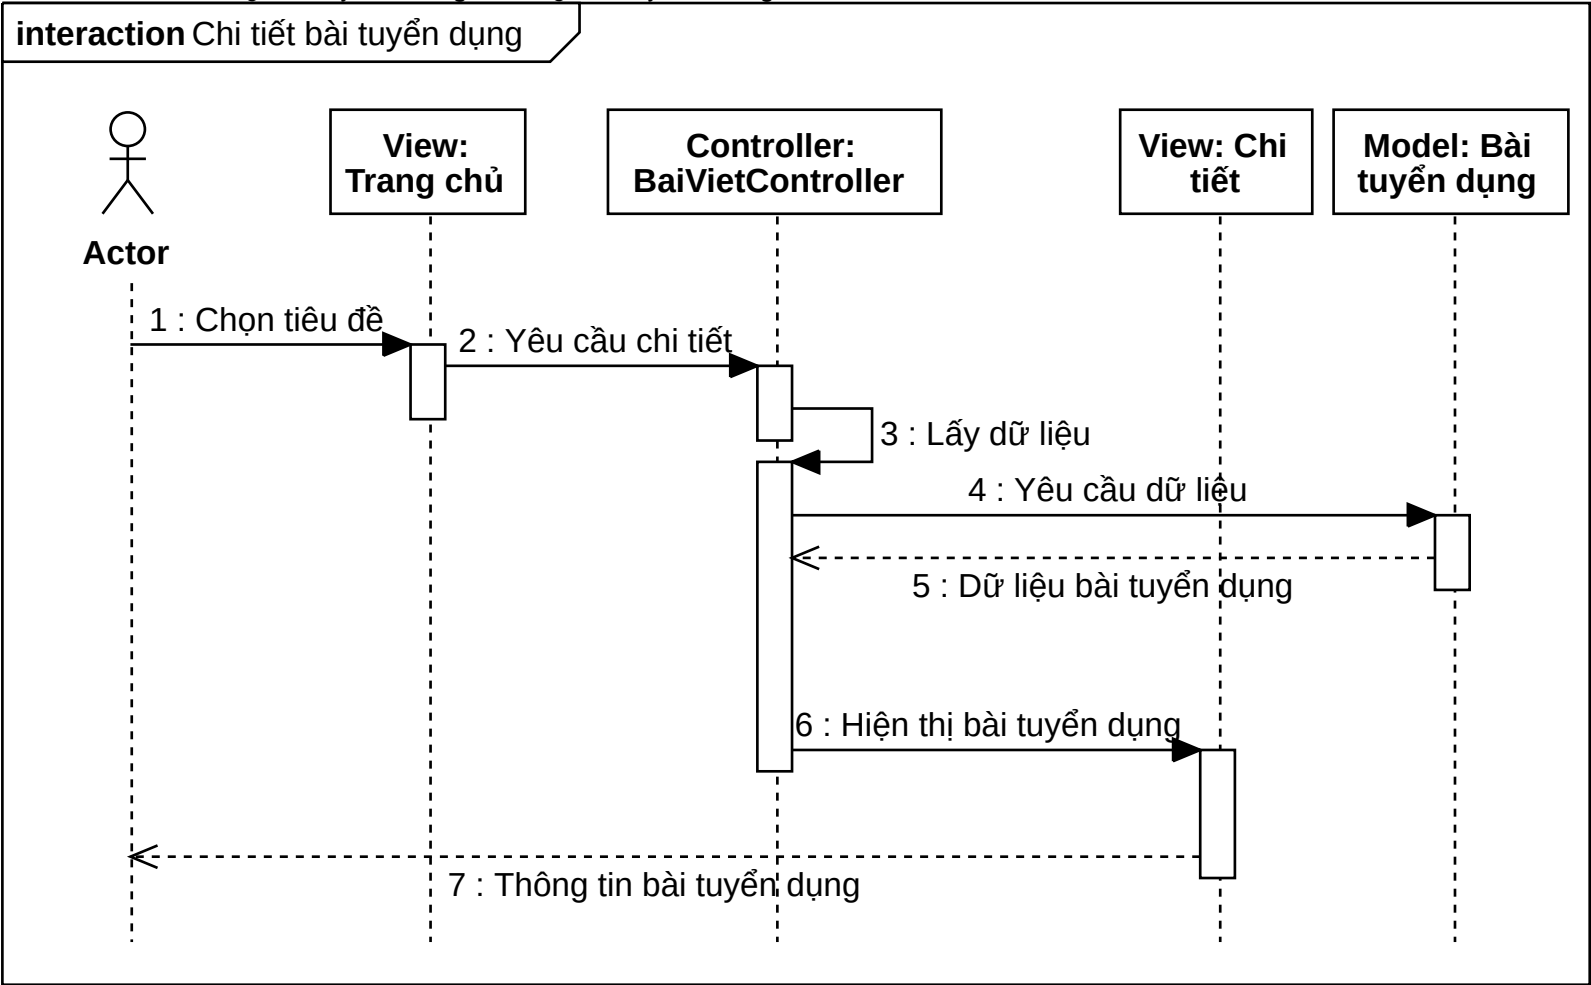 interaction Chi tiết bài tuyển dụng
View:
Trang chủ
Controller:
BaiVietController
View: Chi
tiết
Model: Bài
tuyển dụng
Actor
1 : Chọn tiêu đề
2 : Yêu cầu chi tiết
3 : Lấy dữ liệu
4 : Yêu cầu dữ liệu
5 : Dữ liệu bài tuyển dụng
6 : Hiện thị bài tuyển dụng
7 : Thông tin bài tuyển dụng